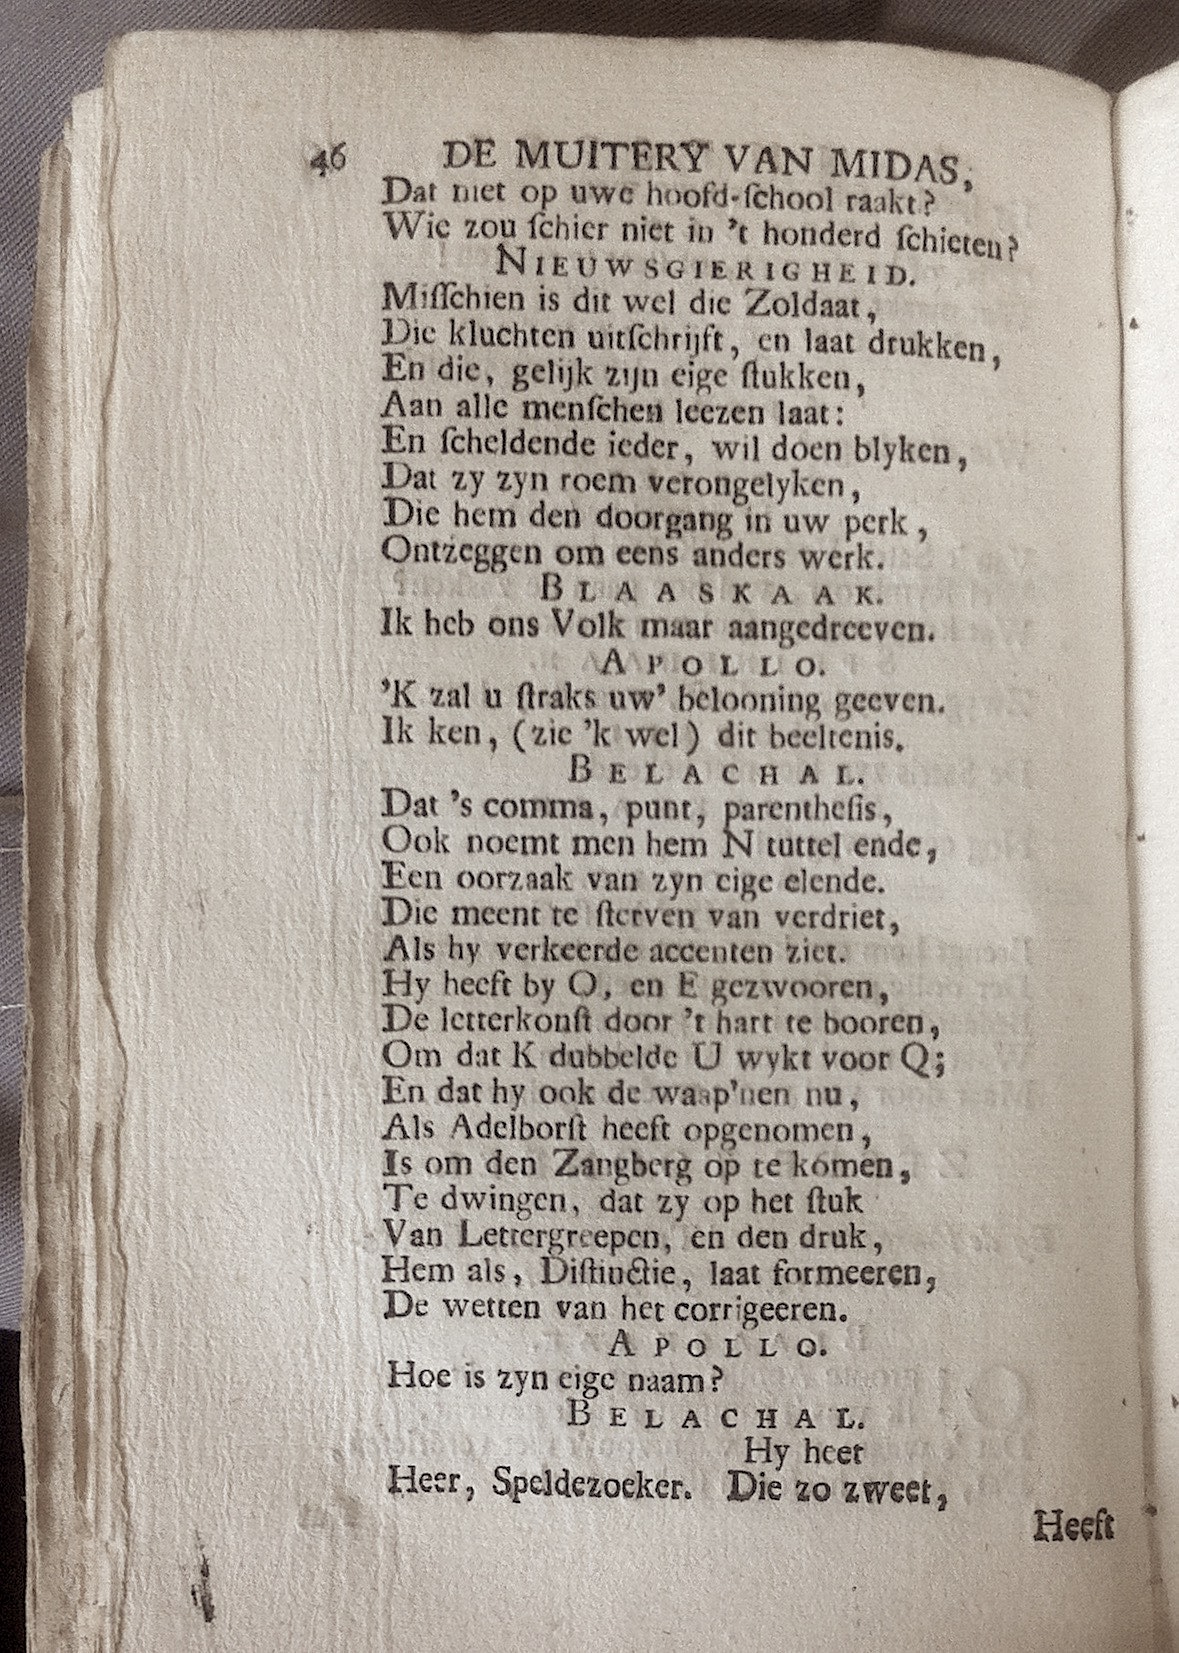 46 DE MUITERY VAN MIDAS,
Dat niet op uwe hoofd-ſchool raakt?
Wie zou ſchier niet in 't honderd ſchieten?
NIEUWSGIERIGHEID.
Miſſchien is dit wel die Zoldaat,
Die kluchten uitſchrijft, en laat drukken,
En die, gelijk zijn eige ſtukken,
Aan alle menſchen leezen laat:
En ſcheldende ieder, wil doen blyken,
Dat zy zyn roem verongelyken,
Die hem den doorgang in uw perk,
Ontzeggen om eens anders werk.
BLAASKAAK.
Ik heb ons Volk maar aangedreeven.
APOLLO.
'K zal u ſtraks uw' belooning geeven.
Ik ken, (zie 'k wel) dit beeltenis.
BELACHAL.
Dat 's comma, punt, parentheſis,
Ook noemt men hem N tuttel ende,
Een oorzaak van zyn eige elende.
Die meent te ſterven van verdriet,
Als hy verkeerde accenten ziet.
Hy heeft by O, en E gezwooren,
De letterkonſt door 't hart te booren,
Om dat K dubbelde U wykt voor Q;
En dat hy ook de waap'nen nu,
Als Adelborſt heeft opgenomen,
Is om den Zangberg op te komen,
Te dwingen, dat zy op het ſtuk
Van Lettergreepen, en den druk,
Hem als, Diſtinctie, laat formeeren,
De wetten van het corrigeeren.
APOLLO.
Hoe is zyn eige naam?
BELACHAL.
Hy heet
Heer, Speldezoeker. Die zo zweet,
Heeft